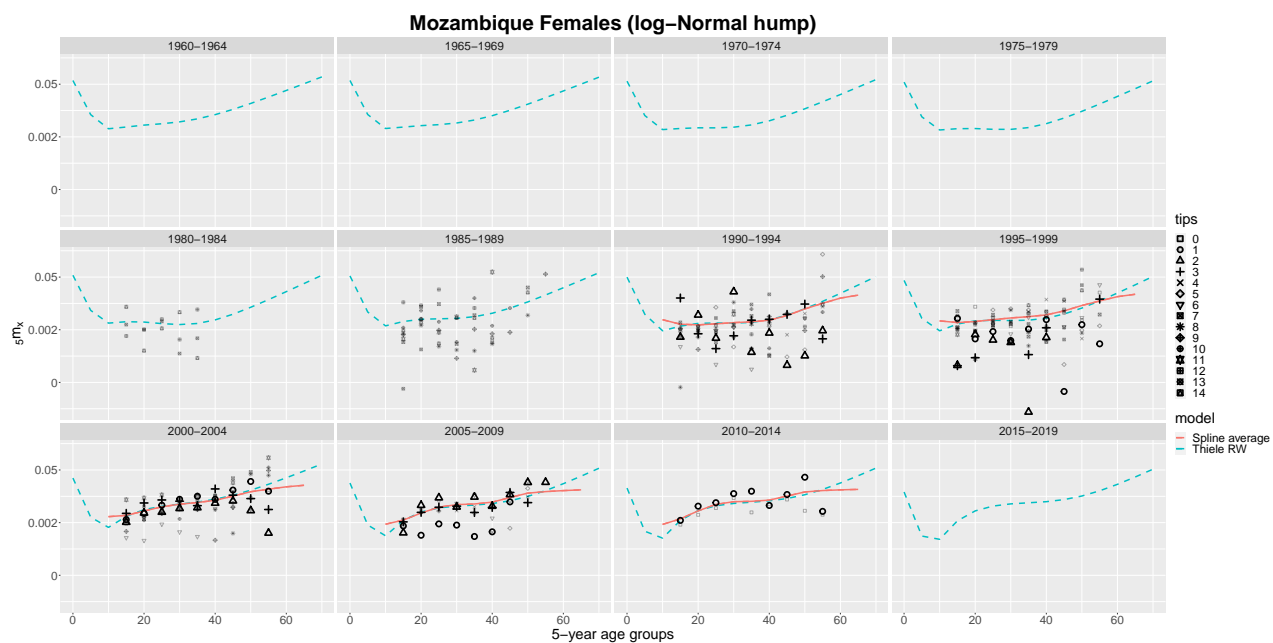 Mozambique Females (log−Normal hump)
1960−1964 1965−1969 1970−1974 1975−1979
0.05
0.002
0
1980−1984 1985−1989 1990−1994 1995−1999
0.05
0.002
0
2000−2004 2005−2009 2010−2014 2015−2019
0.05
0.002
0
0 20 40 60 0 20 40 60 0 20 40 60 0 20 40 60
5−year age groups
5mx
tips
0
1
2
3
4
5
6
7
8
9
10
11
12
13
14
model
Spline average
Thiele RW